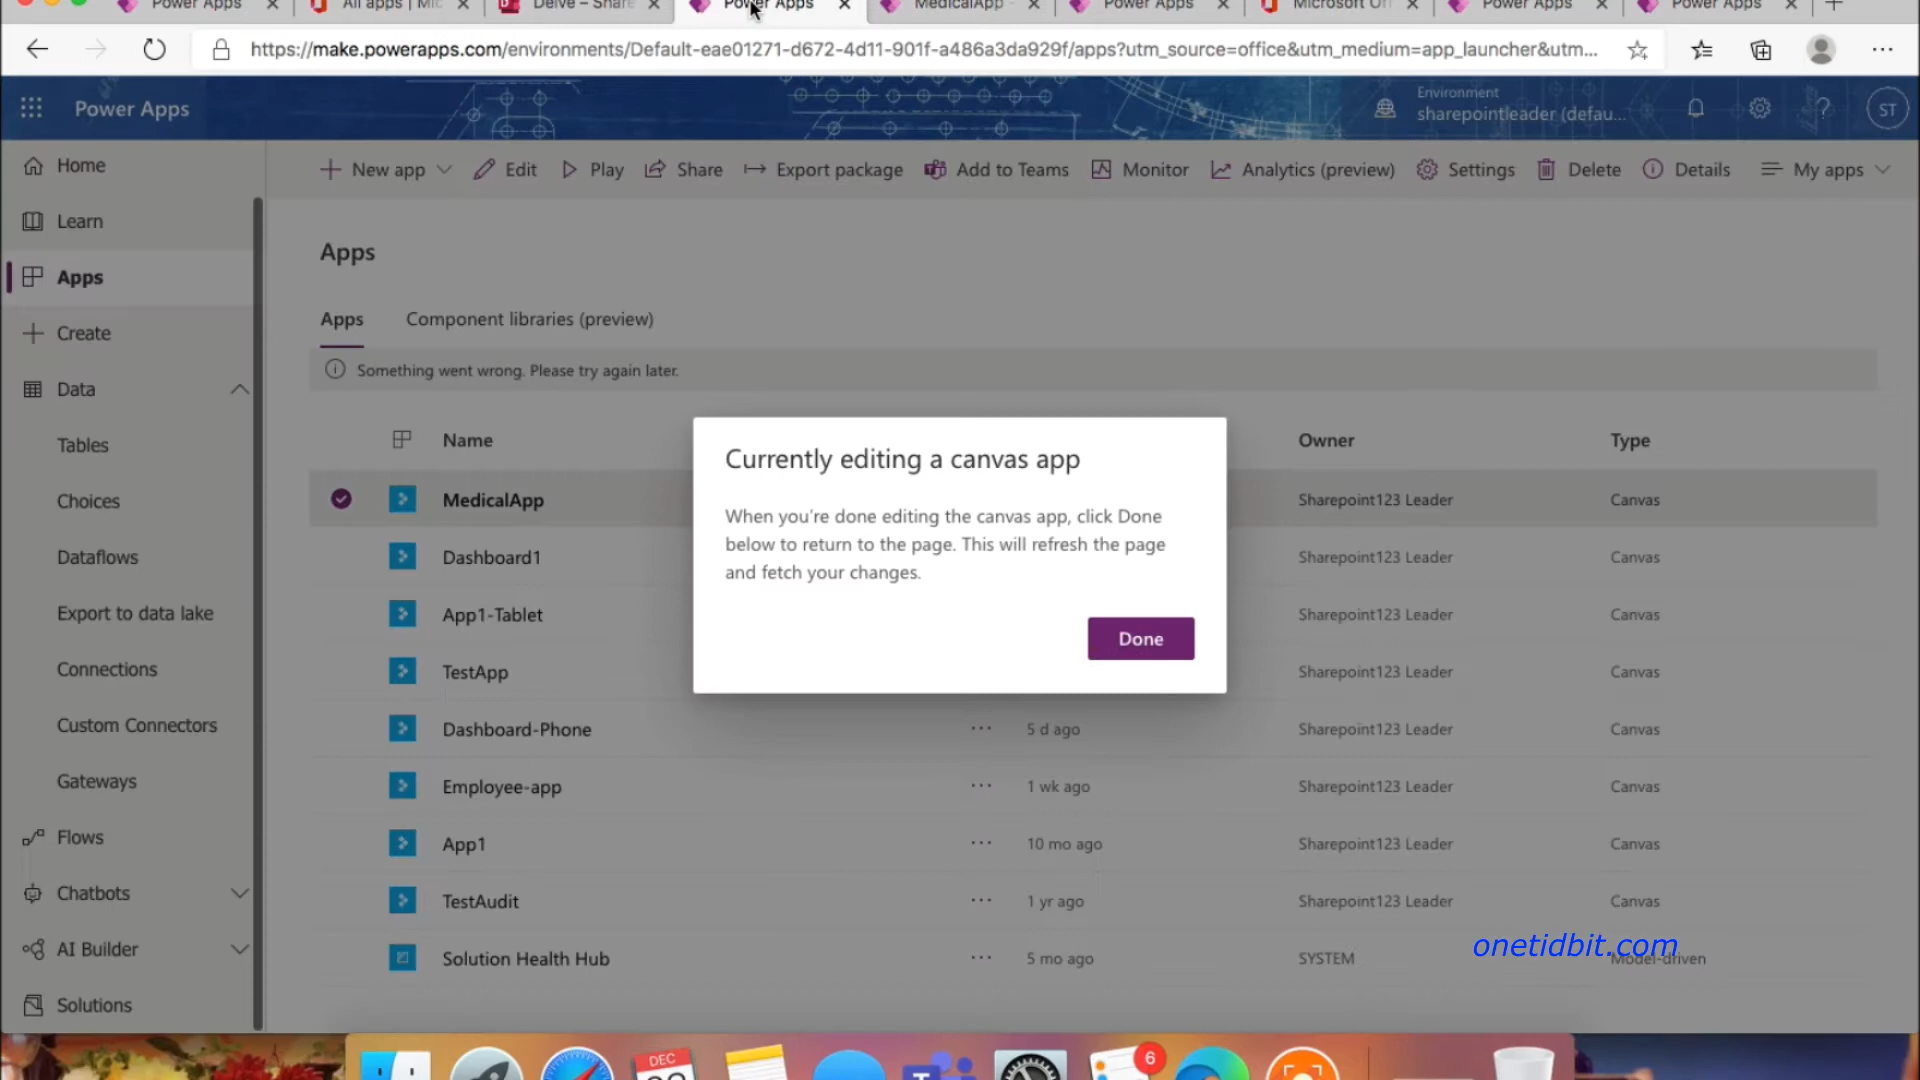 Power Apps
All apps | Mic
Delve – Share
Power Apps
MedicalApp -
Power Apps
Microsoft Of
Power Apps
Power Apps
https://make.powerapps.com/environments/Default-eae01271-d672-4d11-901f-a486a3da929f/apps?utm_source=office&utm_medium=app_launcher&utm...
Power Apps
Environment
sharepointleader (defau...
ST
Home
Learn
Apps
Create
Data
Tables
Choices
Dataflows
Export to data lake
Connections
Custom Connectors
Gateways
Flows
Chatbots
AI Builder
Solutions
New app Edit Play Share Export package Add to Teams Monitor Analytics (preview) Settings Delete Details My apps
Apps
Apps Component libraries (preview)
Something went wrong. Please try again later.
Name Owner Type
MedicalApp Sharepoint123 Leader Canvas
Dashboard1 Sharepoint123 Leader Canvas
App1-Tablet Sharepoint123 Leader Canvas
TestApp Sharepoint123 Leader Canvas
Dashboard-Phone ... 5 d ago Sharepoint123 Leader Canvas
Employee-app ... 1 wk ago Sharepoint123 Leader Canvas
App1 ... 10 mo ago Sharepoint123 Leader Canvas
TestAudit ... 1 yr ago Sharepoint123 Leader Canvas
Solution Health Hub ... 5 mo ago SYSTEM Model-driven
Currently editing a canvas app
When you're done editing the canvas app, click Done
below to return to the page. This will refresh the page
and fetch your changes.
Done
onetidbit.com
DEC
6